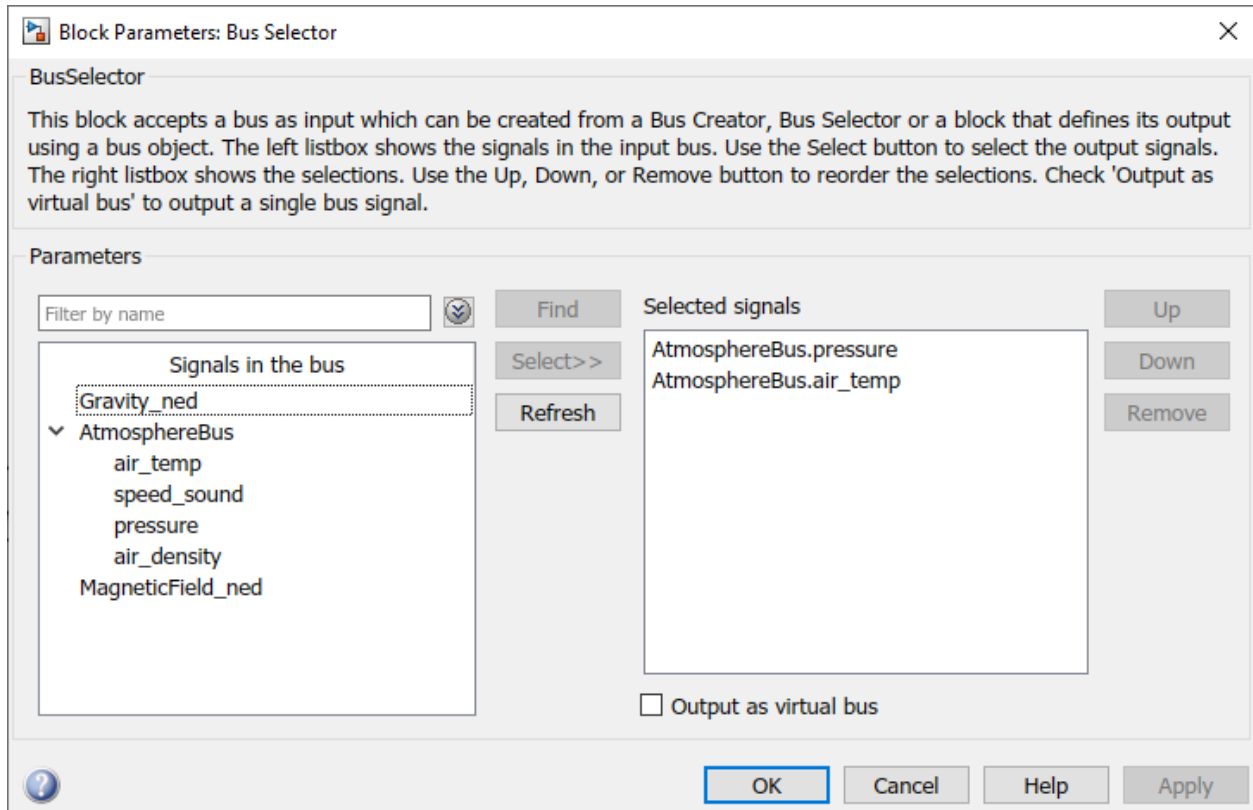 Block Parameters: Bus Selector
BusSelector
This block accepts a bus as input which can be created from a Bus Creator, Bus Selector or a block that defines its output
using a bus object. The left listbox shows the signals in the input bus. Use the Select button to select the output signals.
The right listbox shows the selections. Use the Up, Down, or Remove button to reorder the selections. Check 'Output as
virtual bus' to output a single bus signal.
Parameters
Filter by name
Find
Select>>
Refresh
Signals in the bus
Gravity_ned
AtmosphereBus
air_temp
speed_sound
pressure
air_density
MagneticField_ned
Selected signals
AtmosphereBus.pressure
AtmosphereBus.air_temp
Up
Down
Remove
Output as virtual bus
?
OK
Cancel
Help
Apply